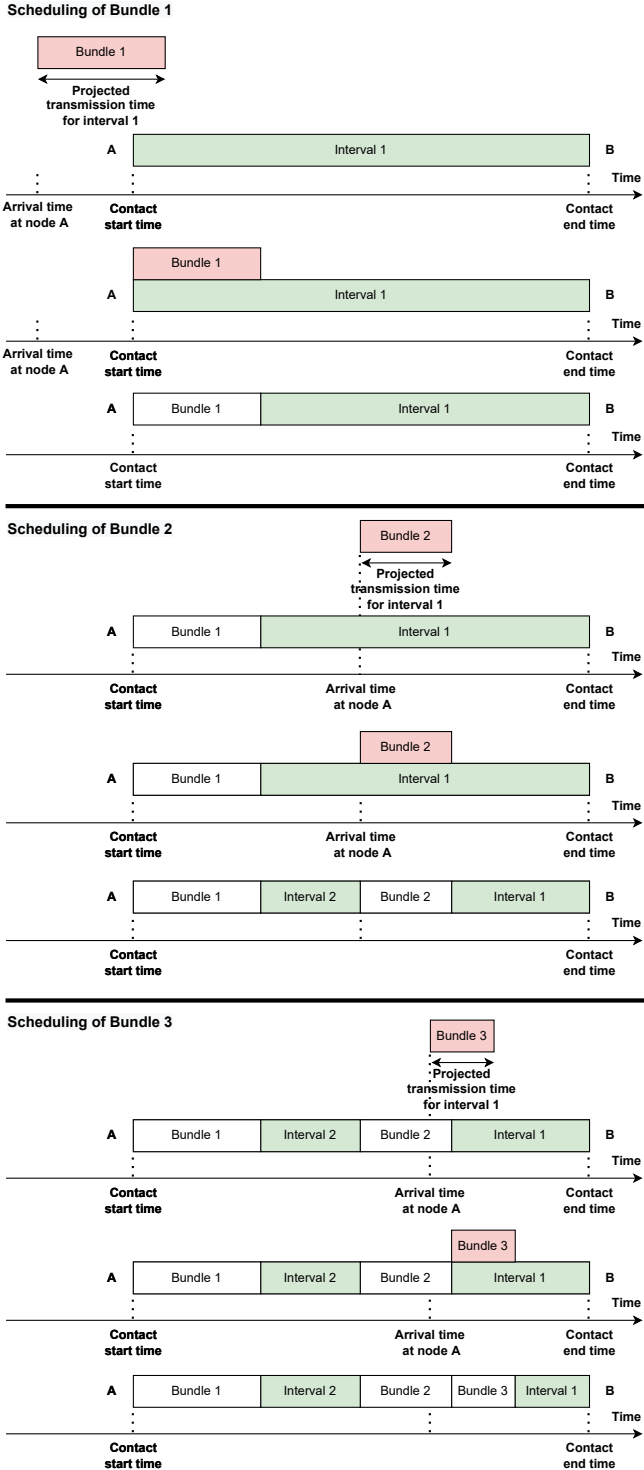 Scheduling of Bundle 1
Bundle 1
Projected
transmission time
for interval 1
A Interval 1 B
Time
Arrival time
at node A
Contact
start time
Contact
end time
Bundle 1
A Interval 1 B
Time
Arrival time
at node A
Contact
start time
Contact
end time
A Bundle 1 Interval 1 B
Time
Contact
start time
Contact
end time
Scheduling of Bundle 2
Bundle 2
Projected
transmission time
for interval 1
A Bundle 1 Interval 1 B
Time
Contact
start time
Arrival time
at node A
Contact
end time
Bundle 2
A Bundle 1 Interval 1 B
Time
Contact
start time
Arrival time
at node A
Contact
end time
A Bundle 1 Interval 2 Bundle 2 Interval 1 B
Time
Contact
start time
Contact
end time
Scheduling of Bundle 3
Bundle 3
Projected
transmission time
for interval 1
A Bundle 1 Interval 2 Bundle 2 Interval 1 B
Time
Contact
start time
Arrival time
at node A
Contact
end time
Bundle 3
A Bundle 1 Interval 2 Bundle 2 Interval 1 B
Time
Contact
start time
Arrival time
at node A
Contact
end time
A Bundle 1 Interval 2 Bundle 2 Bundle 3 Interval 1 B
Time
Contact
start time
Contact
end time